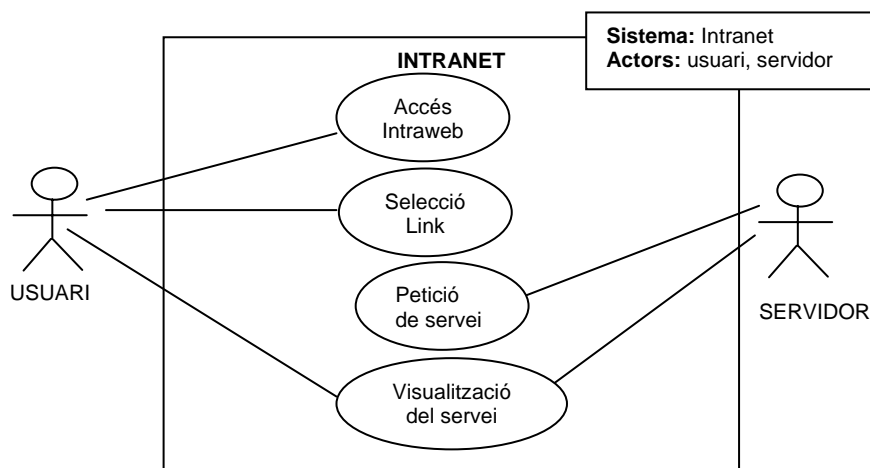 Sistema: Intranet
Actors: usuari, servidor
INTRANET
Accés
Intraweb
Selecció
Link
Petició
de servei
Visualització
del servei
USUARI
SERVIDOR